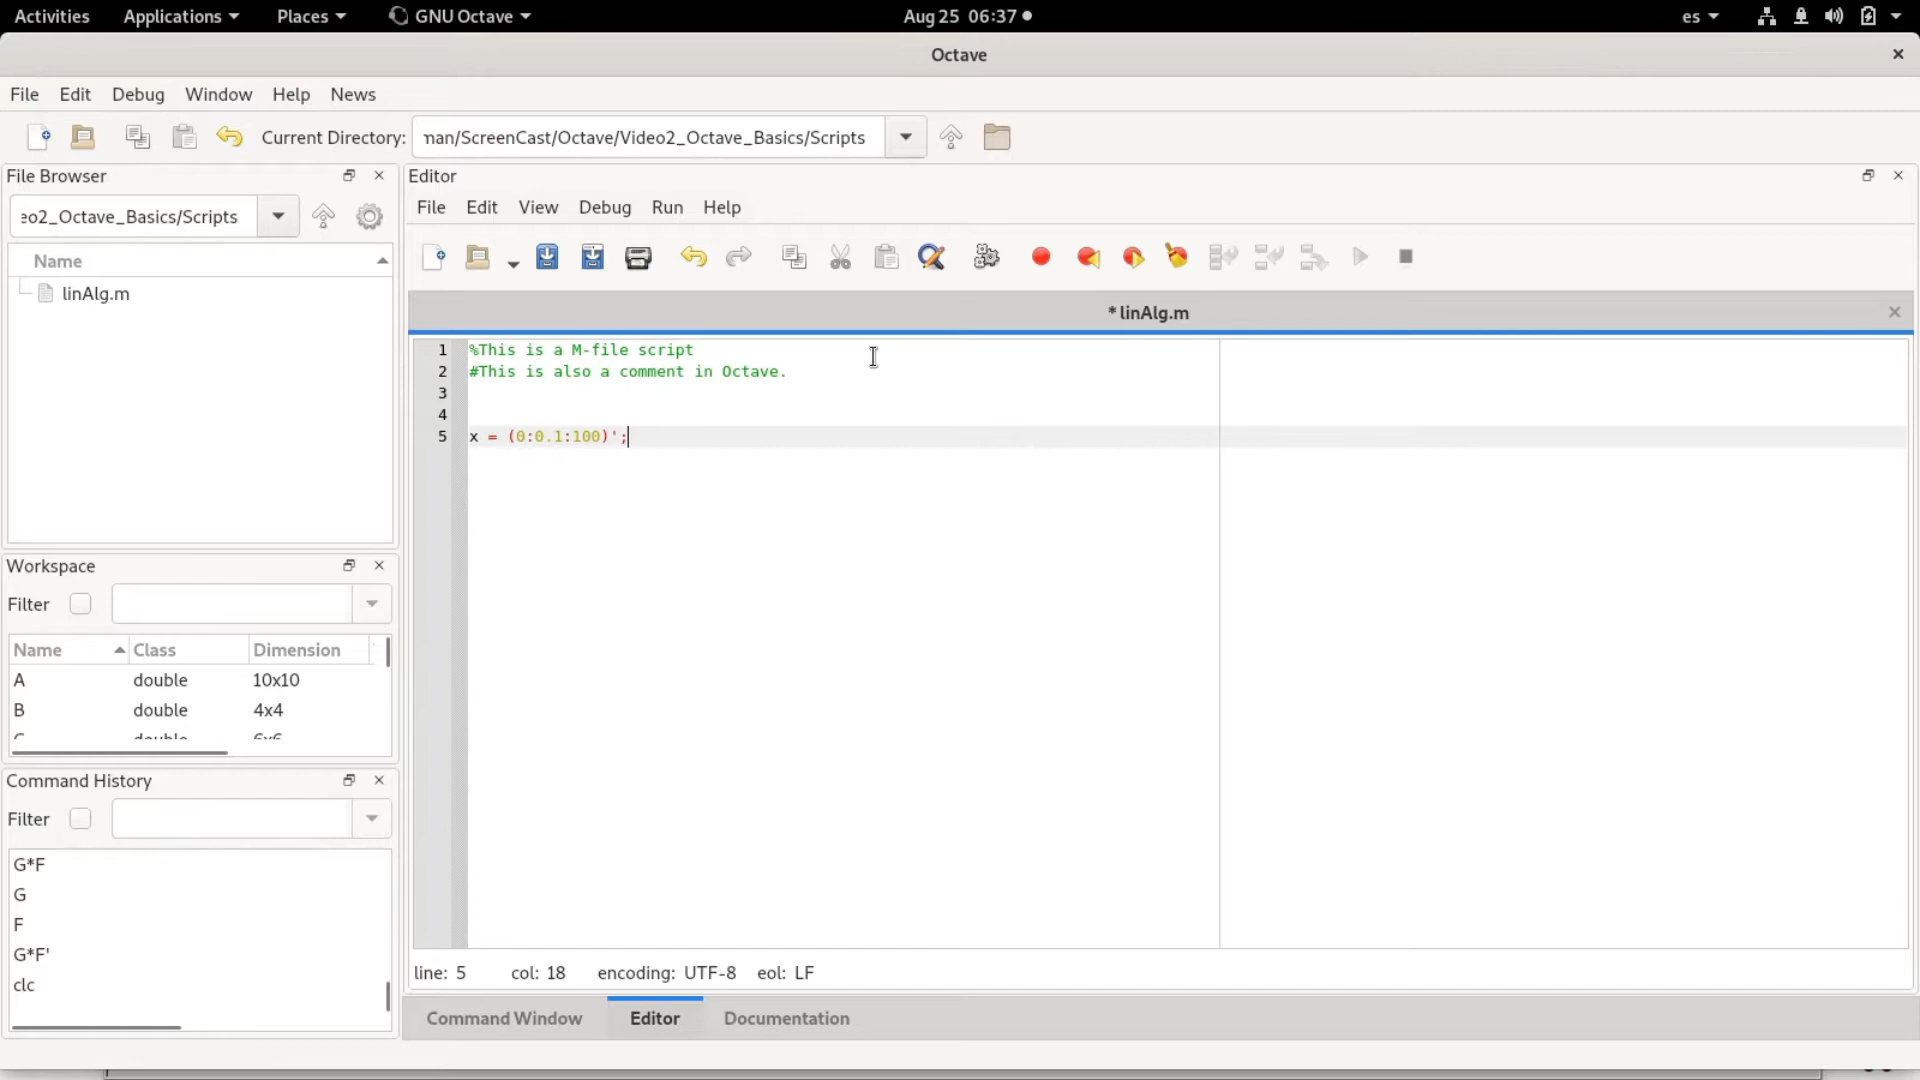 Activities Applications Places GNU Octave Aug 25 06:37 es
Octave
File Edit Debug Window Help News
Current Directory: nan/ScreenCast/Octave/Video2_Octave_Basics/Scripts
File Browser
eo2_Octave_Basics/Scripts
Name
linAlg.m
Workspace
Filter
Name Class Dimension
A double 10x10
B double 4x4
C double 6x6
Command History
Filter
G*F
G
F
G*F'
clc
Editor
File Edit View Debug Run Help
* linAlg.m
1 %This is a M-file script
2 #This is also a comment in Octave.
3
4
5 x = (0:0.1:100)';
line: 5 col: 18 encoding: UTF-8 eol: LF
Command Window Editor Documentation